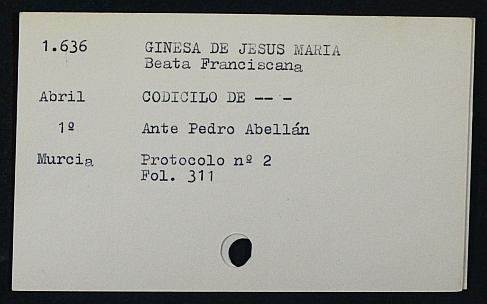 1.636 GINESA DE JESUS MARIA
Beata Franciscana
Abril CODICILO DE -- -
1º Ante Pedro Abellán
Murcia Protocolo nº 2
Fol. 311